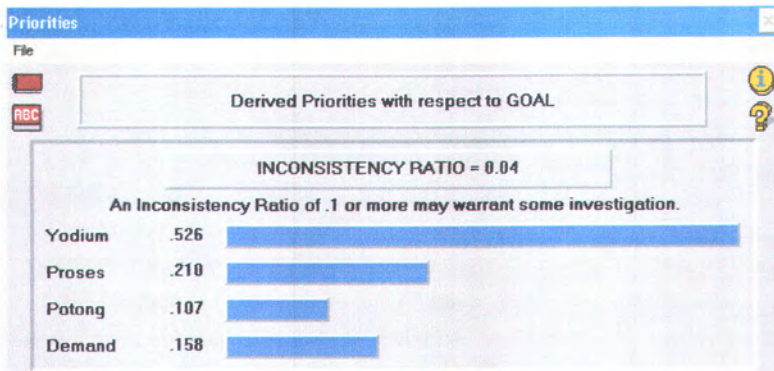 Priorities
File
ABC
Derived Priorities with respect to GOAL
INCONSISTENCY RATIO = 0.04
An Inconsistency Ratio of .1 or more may warrant some investigation.
Yodium .526
Proses .210
Potong .107
Demand .158